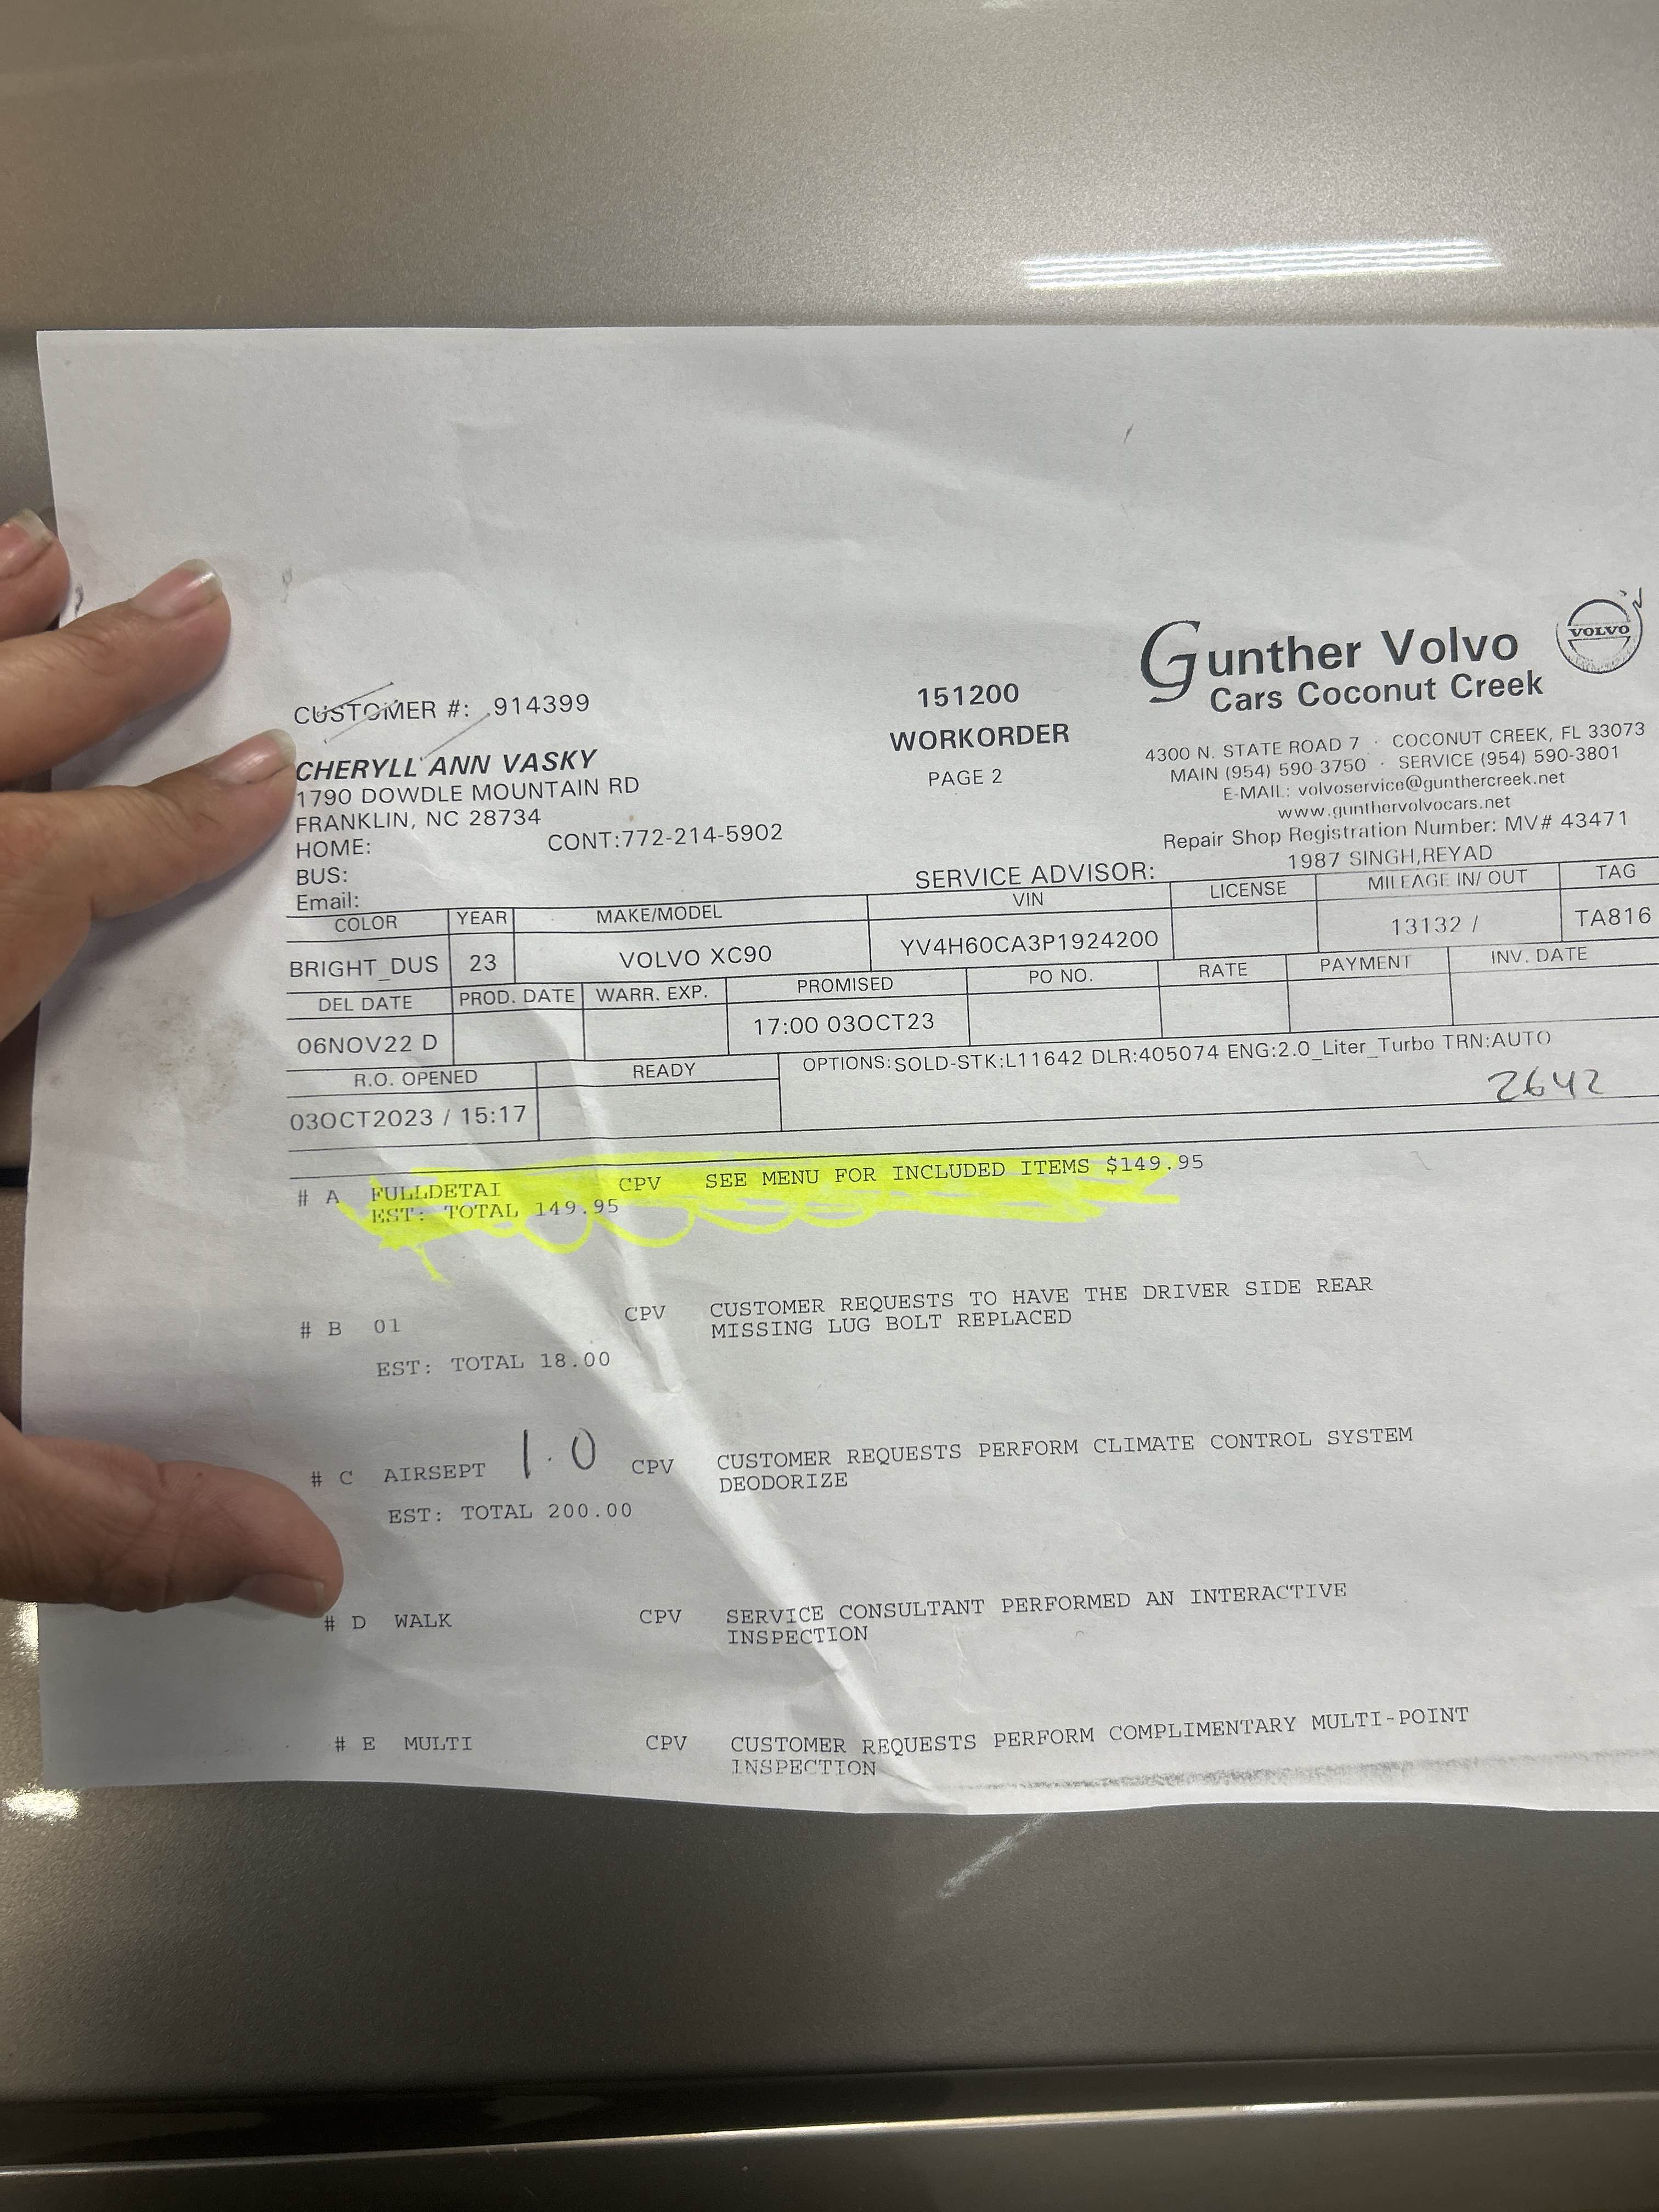 Gunther Volvo
Cars Coconut Creek
VOLVO
4300 N. STATE ROAD 7 · COCONUT CREEK, FL 33073
MAIN (954) 590-3750 · SERVICE (954) 590-3801
E-MAIL: volvoservice@gunthercreek.net
www.gunthervolvocars.net
Repair Shop Registration Number: MV# 43471
CUSTOMER #: 914399
151200
WORKORDER
PAGE 2
CHERYLL ANN VASKY
1790 DOWDLE MOUNTAIN RD
FRANKLIN, NC 28734
HOME: CONT:772-214-5902
BUS:
Email:
SERVICE ADVISOR: 1987 SINGH,REYAD
COLOR YEAR MAKE/MODEL VIN LICENSE MILEAGE IN/ OUT TAG
BRIGHT_DUS 23 VOLVO XC90 YV4H60CA3P1924200 13132 / TA816
DEL DATE PROD. DATE WARR. EXP. PROMISED PO NO. RATE PAYMENT INV. DATE
06NOV22 D 17:00 03OCT23
R.O. OPENED READY OPTIONS:SOLD-STK:L11642 DLR:405074 ENG:2.0_Liter_Turbo TRN:AUTO
03OCT2023 / 15:17
2642
# A FULLDETAI CPV SEE MENU FOR INCLUDED ITEMS $149.95
EST: TOTAL 149.95
# B 01 CPV CUSTOMER REQUESTS TO HAVE THE DRIVER SIDE REAR
MISSING LUG BOLT REPLACED
EST: TOTAL 18.00
# C AIRSEPT 1.0 CPV CUSTOMER REQUESTS PERFORM CLIMATE CONTROL SYSTEM
DEODORIZE
EST: TOTAL 200.00
# D WALK CPV SERVICE CONSULTANT PERFORMED AN INTERACTIVE
INSPECTION
# E MULTI CPV CUSTOMER REQUESTS PERFORM COMPLIMENTARY MULTI-POINT
INSPECTION